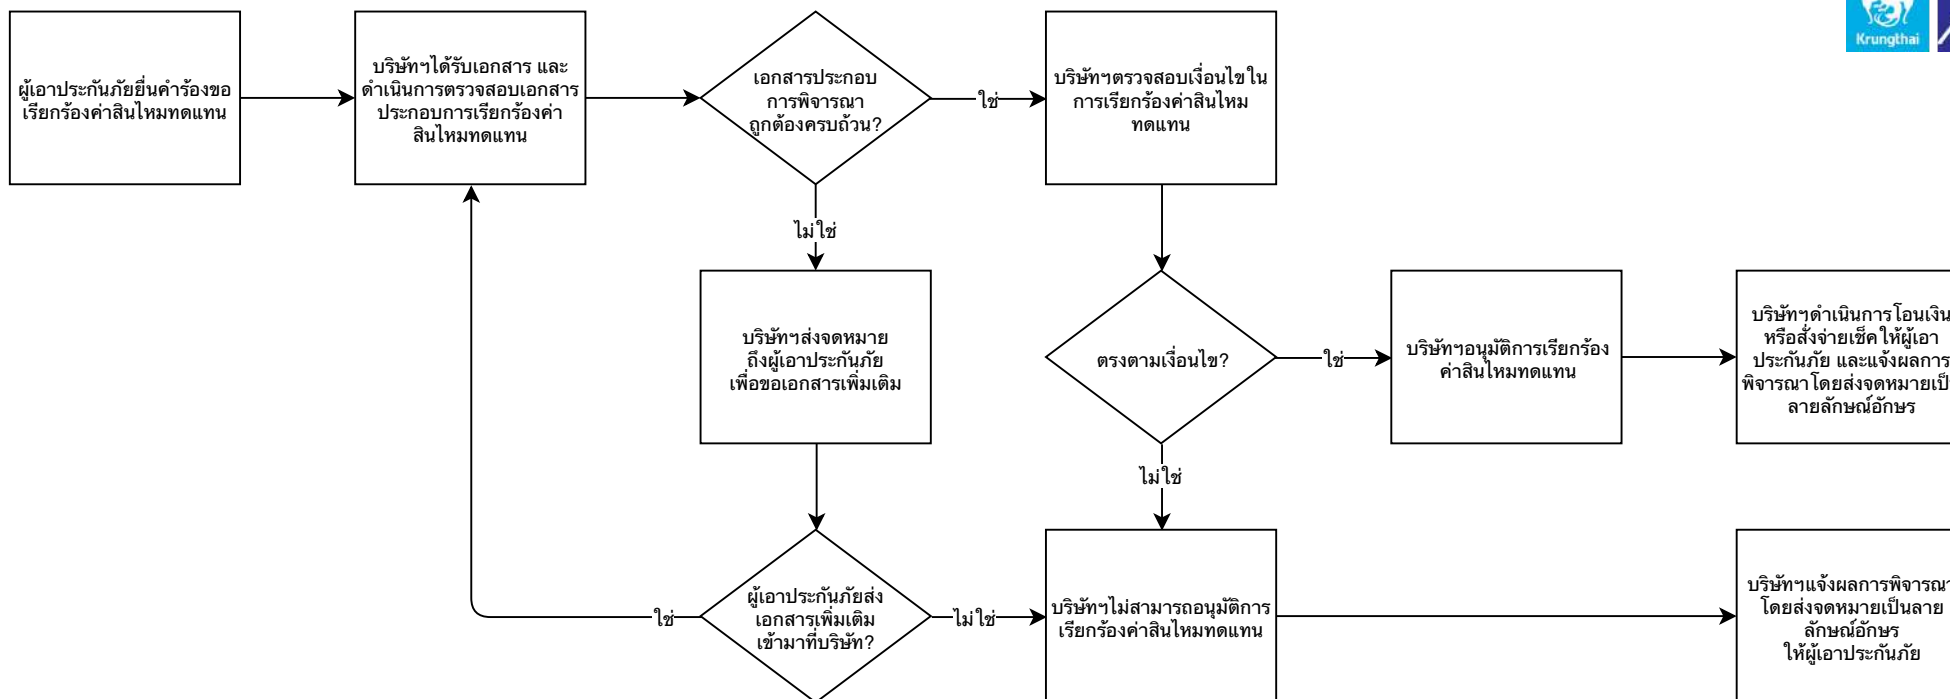 Krungthai
ผู้เอาประกันภัยยื่นคำร้องขอ
เรียกร้องค่าสินไหมทดแทน
บริษัทฯได้รับเอกสาร และ
ดำเนินการตรวจสอบเอกสาร
ประกอบการเรียกร้องค่า
สินไหมทดแทน
เอกสารประกอบ
การพิจารณา
ถูกต้องครบถ้วน?
ใช่
บริษัทฯตรวจสอบเงื่อนไขใน
การเรียกร้องค่าสินไหม
ทดแทน
ไม่ใช่
บริษัทฯส่งจดหมาย
ถึงผู้เอาประกันภัย
เพื่อขอเอกสารเพิ่มเติม
ตรงตามเงื่อนไข?
ใช่
บริษัทฯอนุมัติการเรียกร้อง
ค่าสินไหมทดแทน
บริษัทฯดำเนินการโอนเงิน
หรือสั่งจ่ายเช็คให้ผู้เอา
ประกันภัย และแจ้งผลการ
พิจารณาโดยส่งจดหมายเป็
ลายลักษณ์อักษร
ไม่ใช่
ผู้เอาประกันภัยส่ง
เอกสารเพิ่มเติม
เข้ามาที่บริษัท?
ใช่
ไม่ใช่
บริษัทฯไม่สามารถอนุมัติการ
เรียกร้องค่าสินไหมทดแทน
บริษัทฯแจ้งผลการพิจารณา
โดยส่งจดหมายเป็นลาย
ลักษณ์อักษร
ให้ผู้เอาประกันภัย